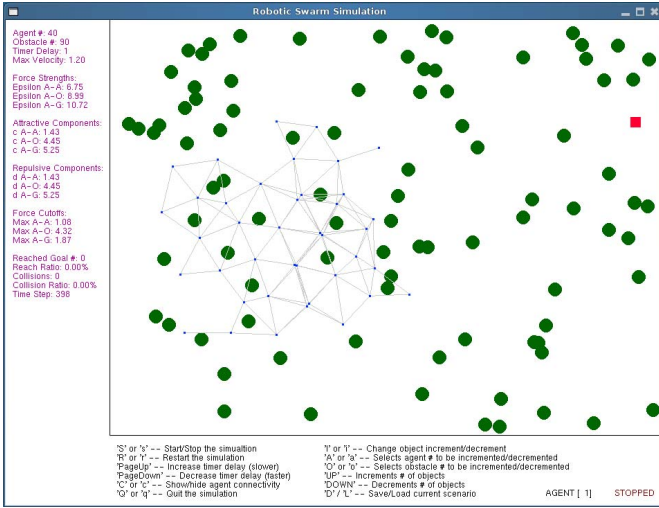 Robotic Swarm Simulation
Agent #: 40
Obstacle #: 90
Timer Delay: 1
Max Velocity: 1.20
Force Strengths:
Epsilon A-A: 6.75
Epsilon A-O: 8.99
Epsilon A-G: 10.72
Attractive Components:
c A-A: 1.43
c A-O: 4.45
c A-G: 5.25
Repulsive Components:
d A-A: 1.43
d A-O: 4.45
d A-G: 5.25
Force Cutoffs:
Max A-A: 1.08
Max A-O: 4.32
Max A-G: 1.87
Reached Goal #: 0
Reach Ratio: 0.00%
Collisions: 0
Collision Ratio: 0.00%
Time Step: 398
'S' or 's' -- Start/Stop the simualtion
'R' or 'r' -- Restart the simulation
'PageUp' -- Increase timer delay (slower)
'PageDown' -- Decrease timer delay (faster)
'C' or 'c' -- Show/hide agent connectivity
'Q' or 'q' -- Quit the simulation
'I' or 'i' -- Change object increment/decrement
'A' or 'a' -- Selects agent # to be incremented/decremented
'O' or 'o' -- Selects obstacle # to be incremented/decremented
'UP' -- Increments # of objects
'DOWN' -- Decrements # of objects
'D' / 'L' -- Save/Load current scenario
AGENT [ 1]
STOPPED